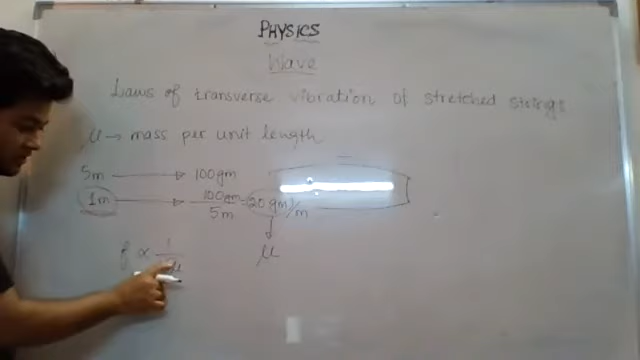 PHYSICS
Wave
Laws of transverse vibration of stretched strings
μ → mass per unit length
5m → 100gm
1m → 100gm/5m = (20 gm)/m
f ∝ 1/√μ
μ